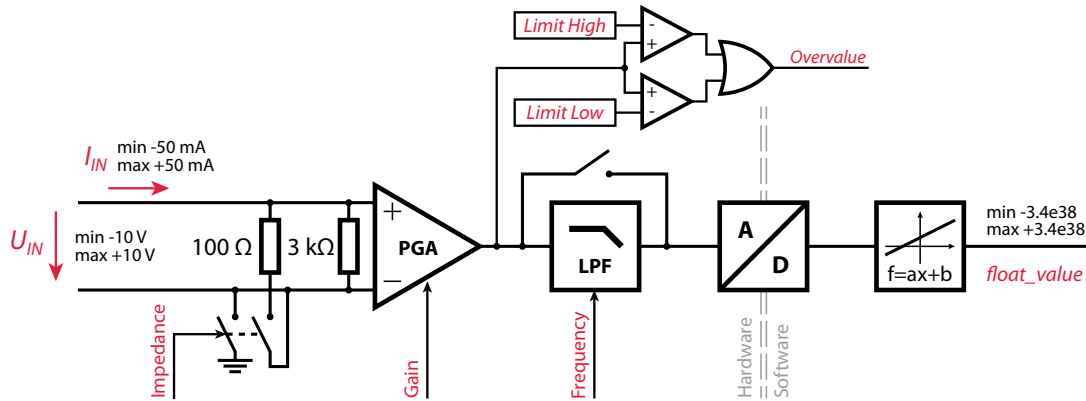 Limit High
-
+
Overvalue
+
-
Limit Low
I_IN
min -50 mA
max +50 mA
U_IN
min -10 V
max +10 V
100 Ω
3 kΩ
+
PGA
−
LPF
A
D
f=ax+b
min -3.4e38
max +3.4e38
float_value
Impedance
Gain
Frequency
Hardware
Software